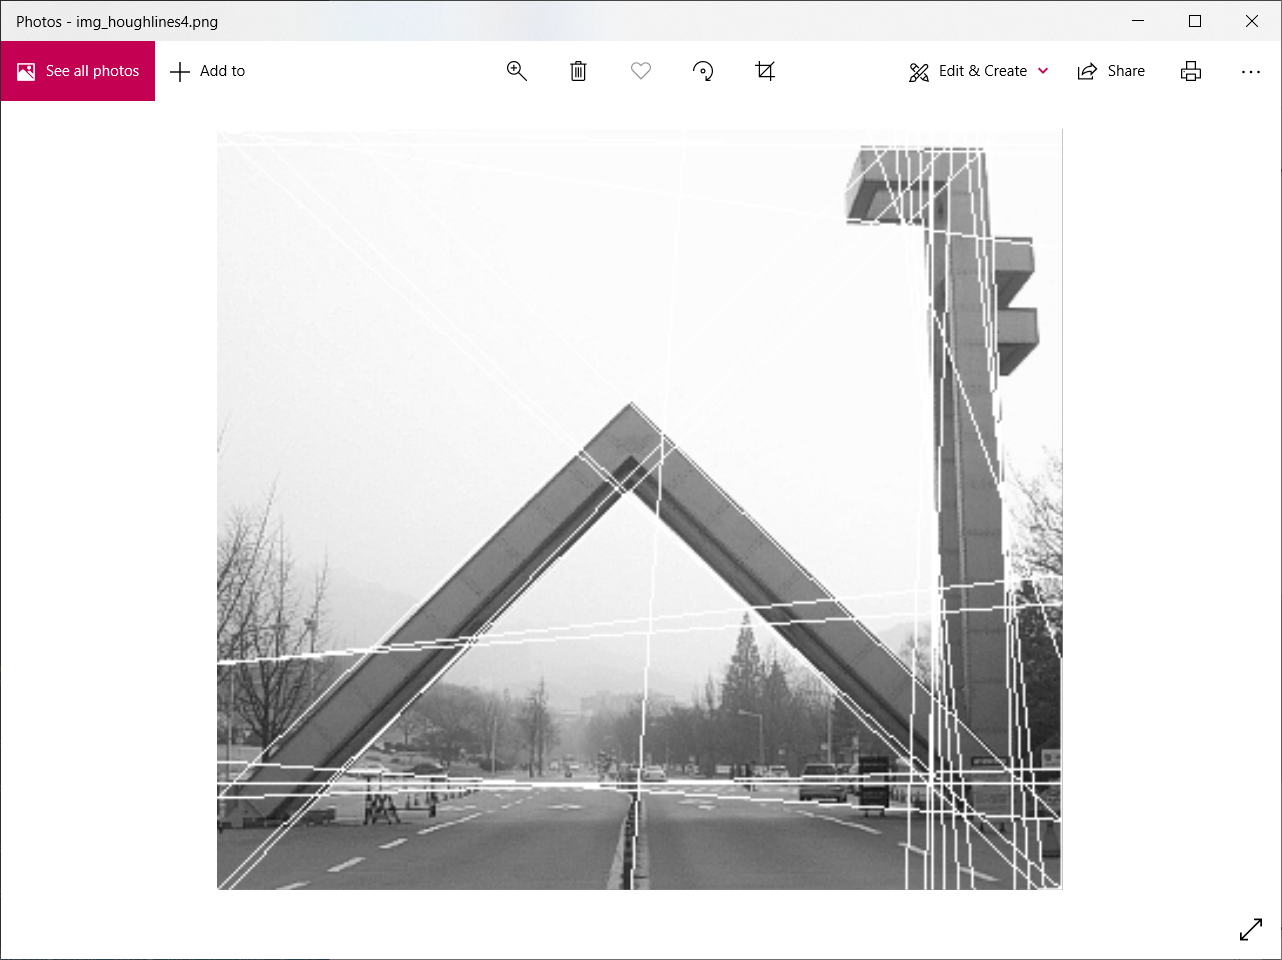 Photos - img_houghlines4.png
See all photos
Add to
Edit & Create
Share